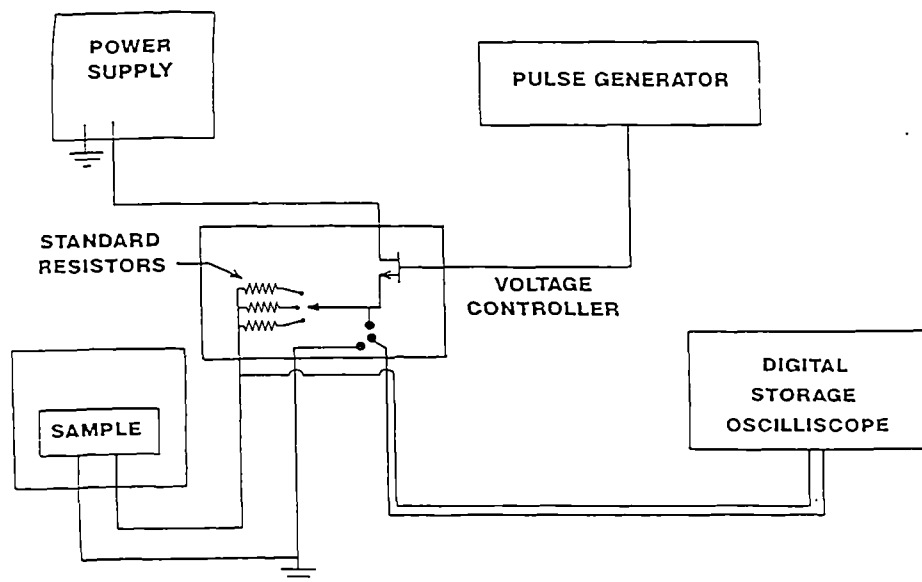 POWER
SUPPLY
PULSE GENERATOR
STANDARD
RESISTORS
VOLTAGE
CONTROLLER
DIGITAL
STORAGE
OSCILLISCOPE
SAMPLE